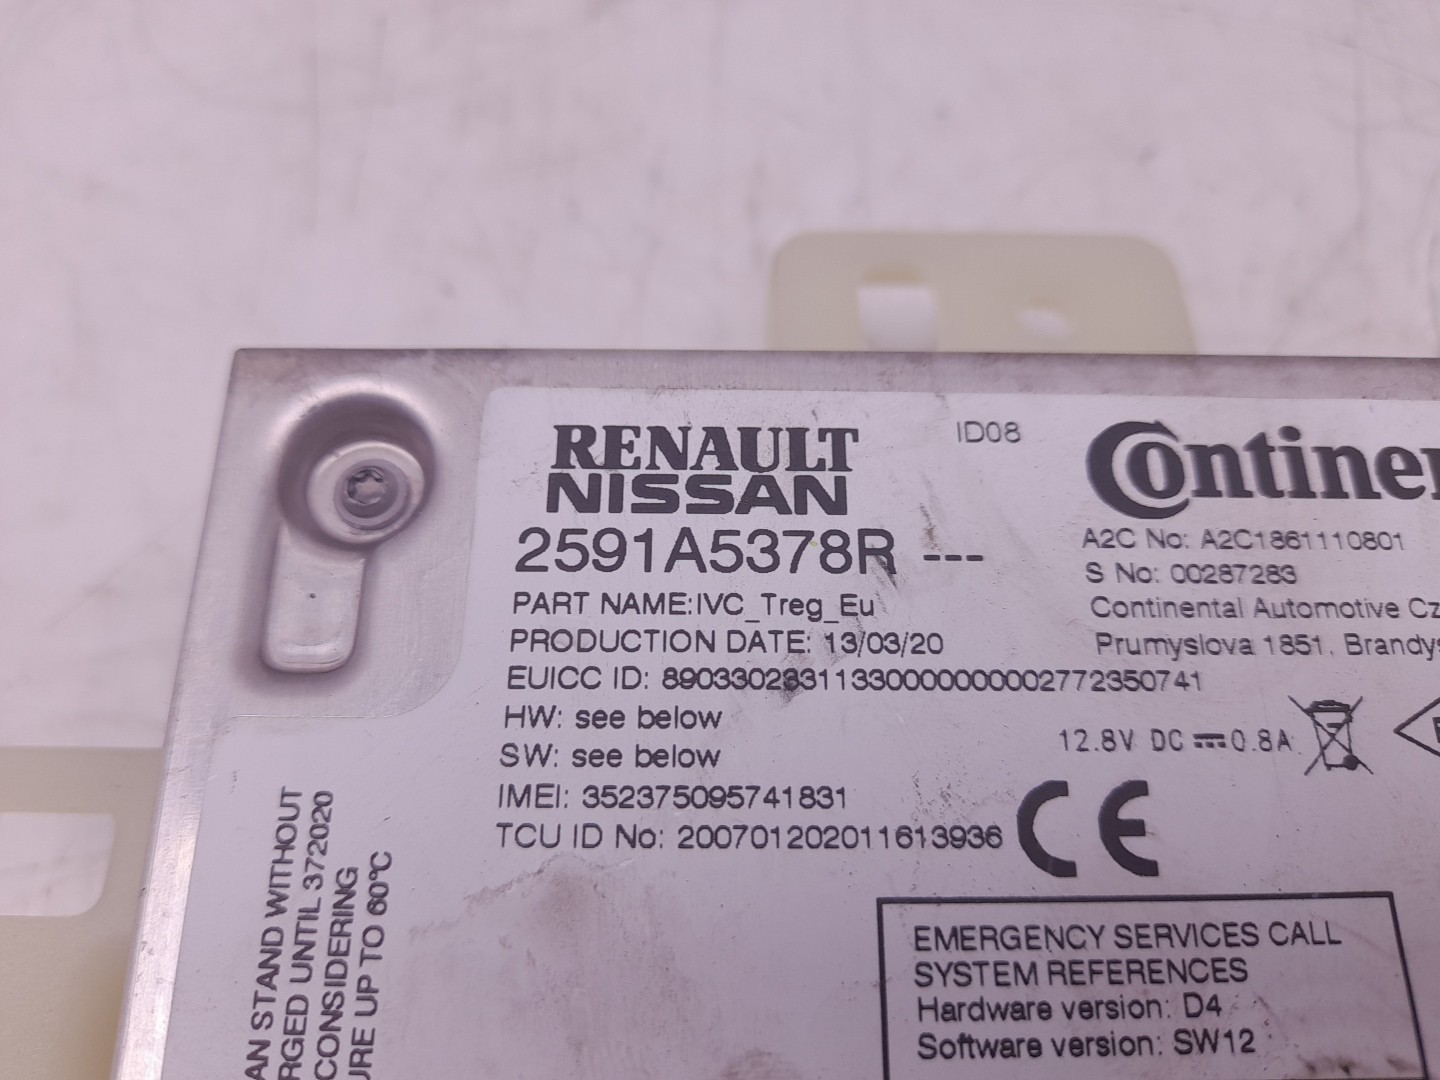 RENAULT
NISSAN
2591A5378R ---
PART NAME:IVC_Treg_Eu
PRODUCTION DATE: 13/03/20
EUICC ID: 89033023311330000000002772350741
HW: see below
SW: see below
IMEI: 352375095741831
TCU ID No: 200701202011613936
ID08
Continen
A2C No: A2C1861110801
S No: 00287283
Continental Automotive Cz
Prumyslova 1851, Brandys
12.8V DC 0.8A
CE
EMERGENCY SERVICES CALL
SYSTEM REFERENCES
Hardware version: D4
Software version: SW12
AN STAND WITHOUT
RGED UNTIL 372020
CONSIDERING
URE UP TO 60°C